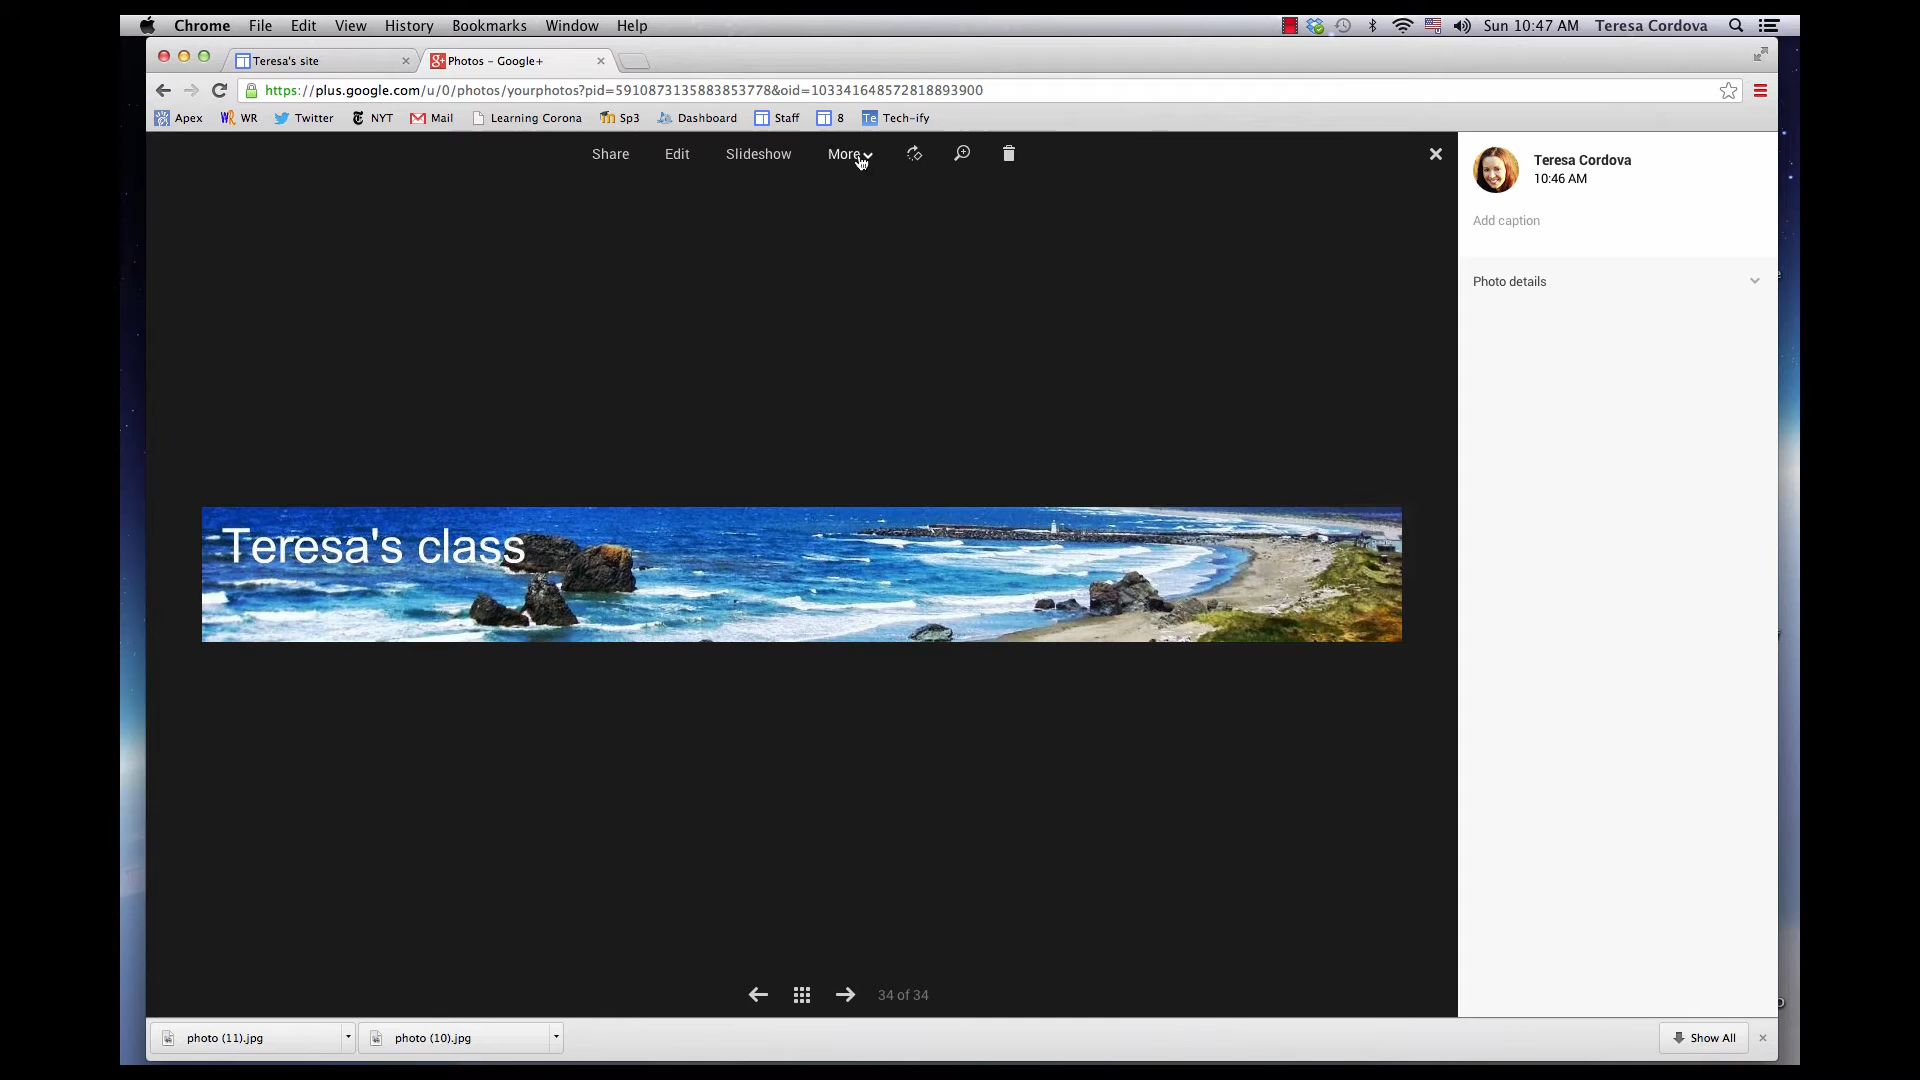 Chrome File Edit View History Bookmarks Window Help Sun 10:47 AM Teresa Cordova
Teresa's site Photos – Google+
https://plus.google.com/u/0/photos/yourphotos?pid=5910873135883853778&oid=103341648572818893900
Apex WR Twitter NYT Mail Learning Corona Sp3 Dashboard Staff 8 Te Tech-ify
Share Edit Slideshow More
Teresa Cordova
10:46 AM
Add caption
Photo details
Teresa's class
34 of 34
photo (11).jpg photo (10).jpg Show All